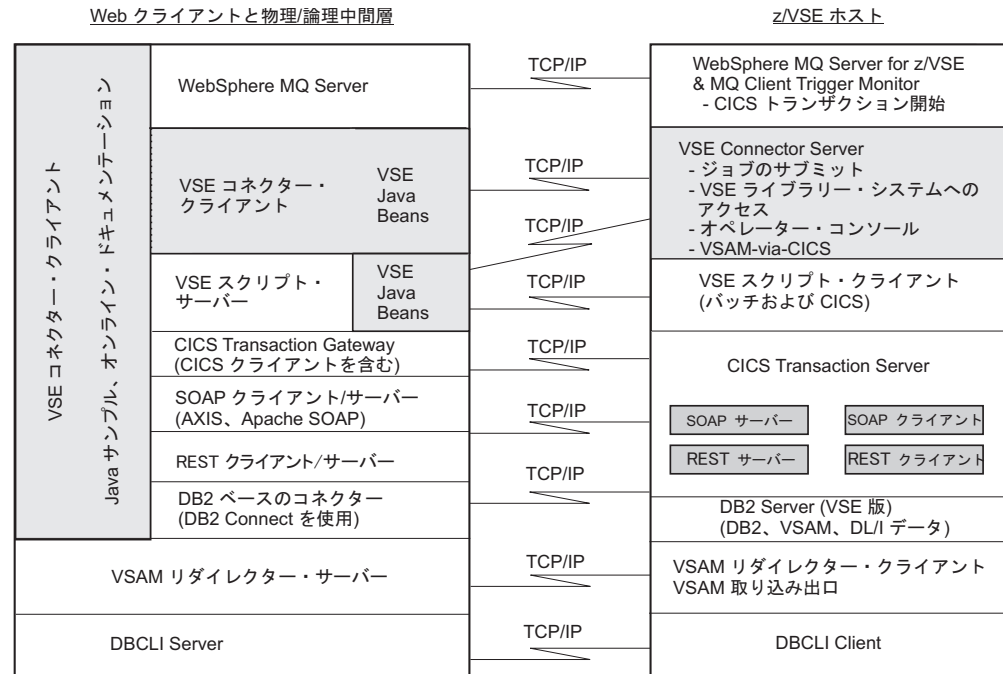 Web クライアントと物理/論理中間層
z/VSE ホスト
VSE コネクター・クライアント
Java サンプル、オンライン・ドキュメンテーション
WebSphere MQ Server
TCP/IP
WebSphere MQ Server for z/VSE
& MQ Client Trigger Monitor
- CICS トランザクション開始
VSE コネクター・
クライアント
VSE
Java
Beans
TCP/IP
TCP/IP
VSE Connector Server
- ジョブのサブミット
- VSE ライブラリー・システムへの
アクセス
- オペレーター・コンソール
- VSAM-via-CICS
VSE スクリプト・
サーバー
VSE
Java
Beans
TCP/IP
VSE スクリプト・クライアント
(バッチおよび CICS)
CICS Transaction Gateway
(CICS クライアントを含む)
TCP/IP
CICS Transaction Server
SOAP クライアント/サーバー
(AXIS、Apache SOAP)
TCP/IP
SOAP サーバー
SOAP クライアント
REST クライアント/サーバー
REST サーバー
REST クライアント
DB2 ベースのコネクター
(DB2 Connect を使用)
TCP/IP
DB2 Server (VSE 版)
(DB2、VSAM、DL/I データ)
VSAM リダイレクター・サーバー
TCP/IP
VSAM リダイレクター・クライアント
VSAM 取り込み出口
DBCLI Server
TCP/IP
DBCLI Client